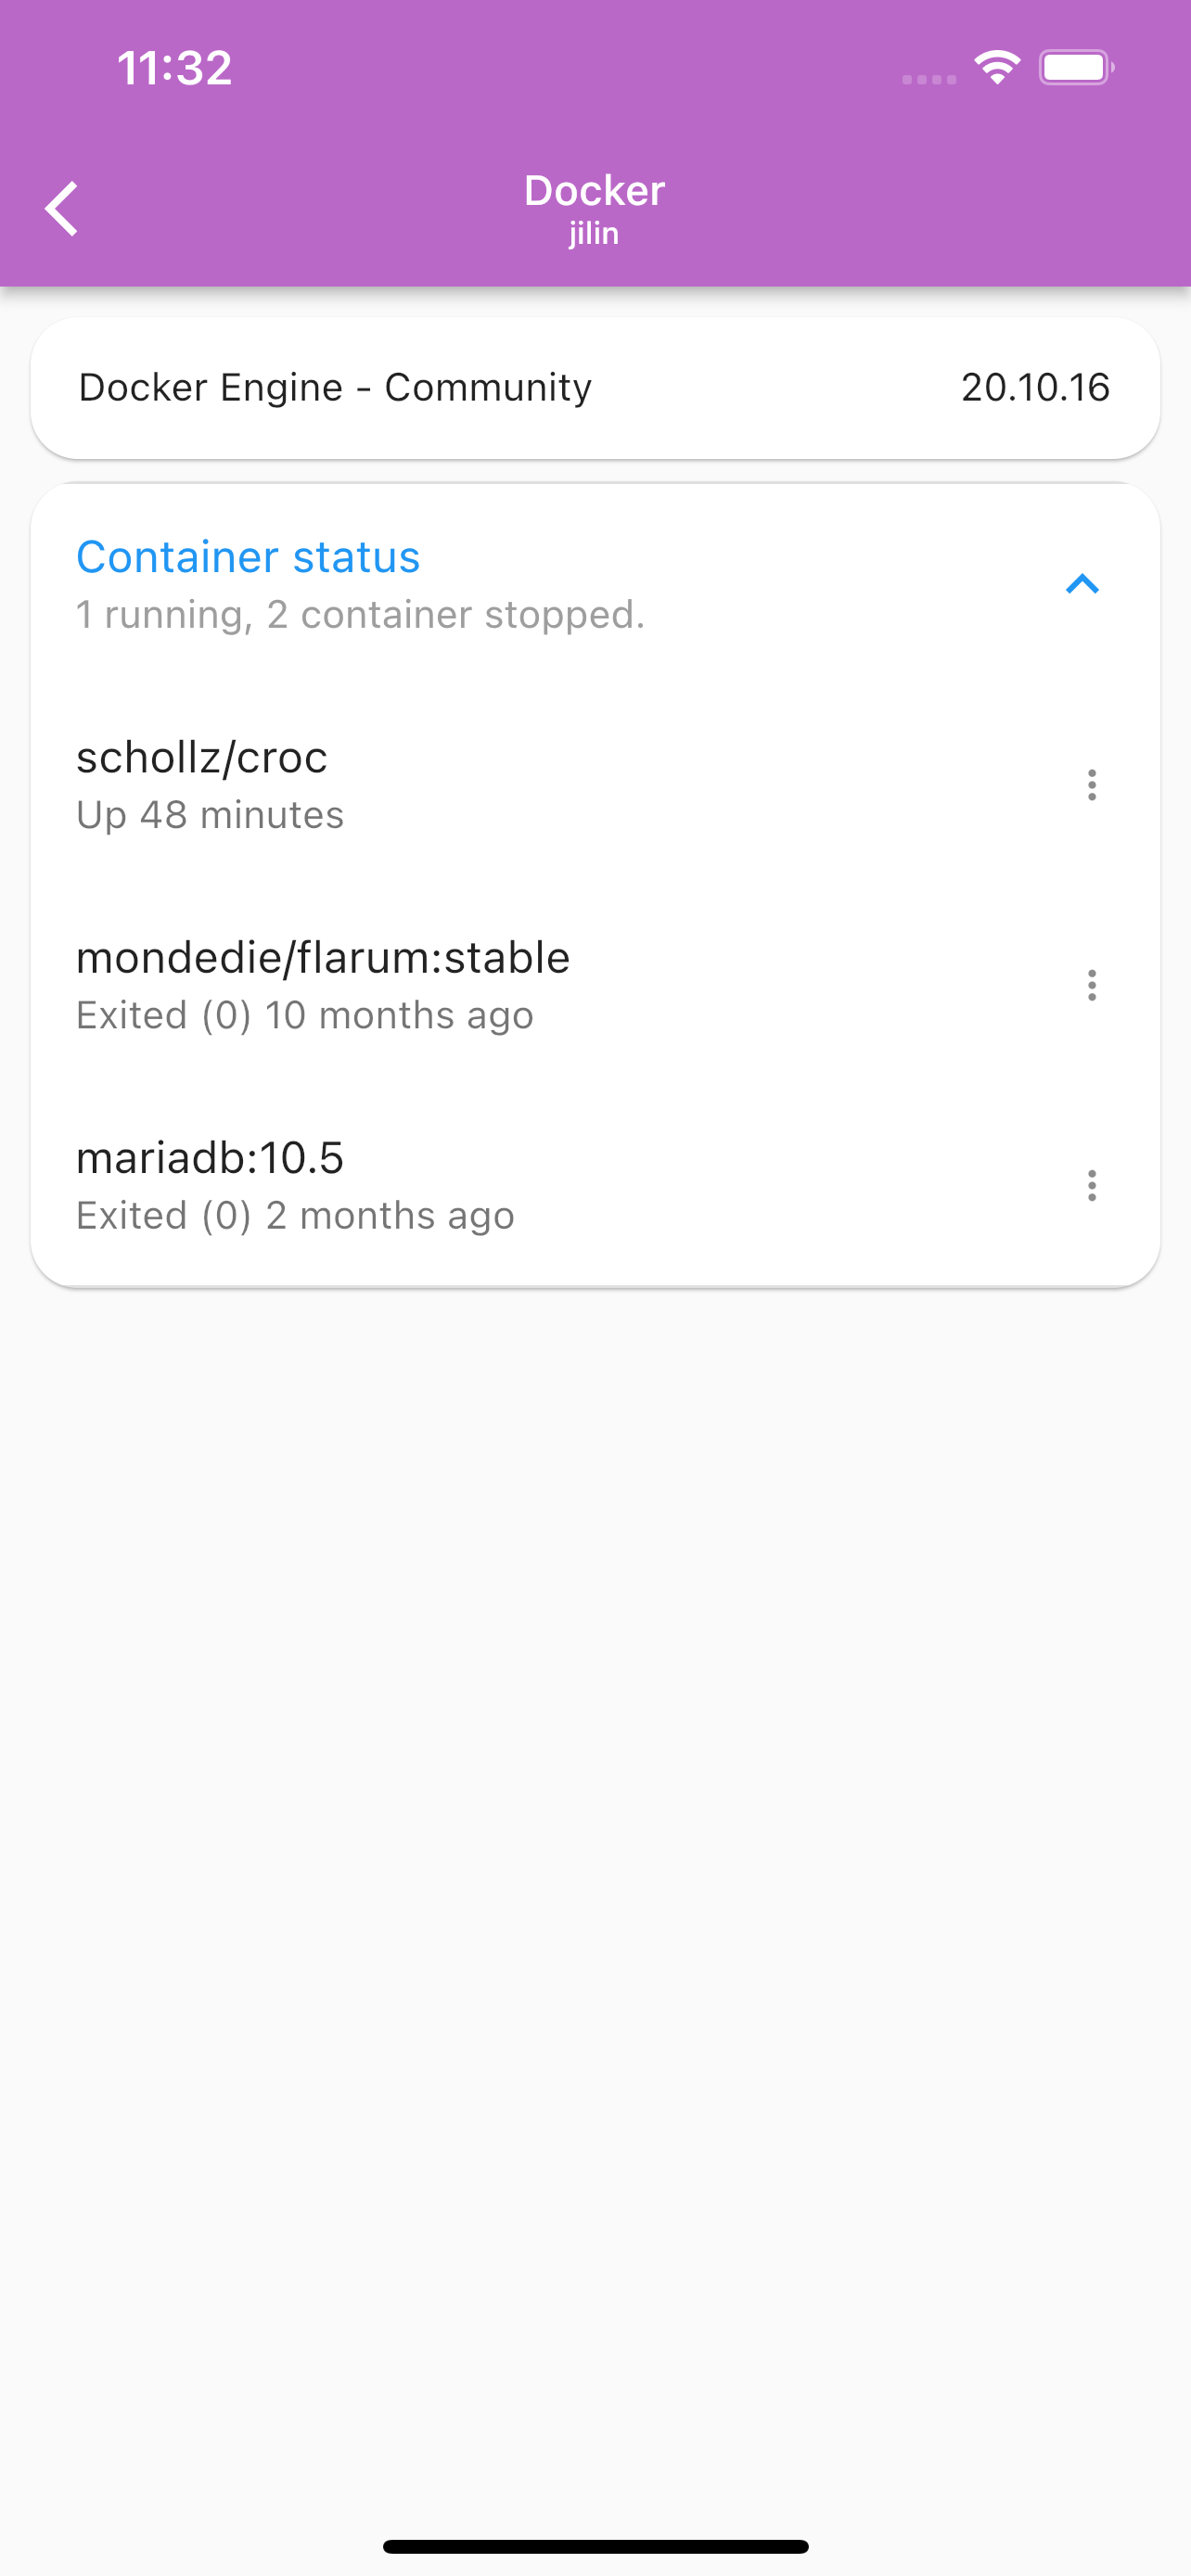 11:32
Docker
jilin
Docker Engine - Community 20.10.16
Container status
1 running, 2 container stopped.
schollz/croc
Up 48 minutes
mondedie/flarum:stable
Exited (0) 10 months ago
mariadb:10.5
Exited (0) 2 months ago